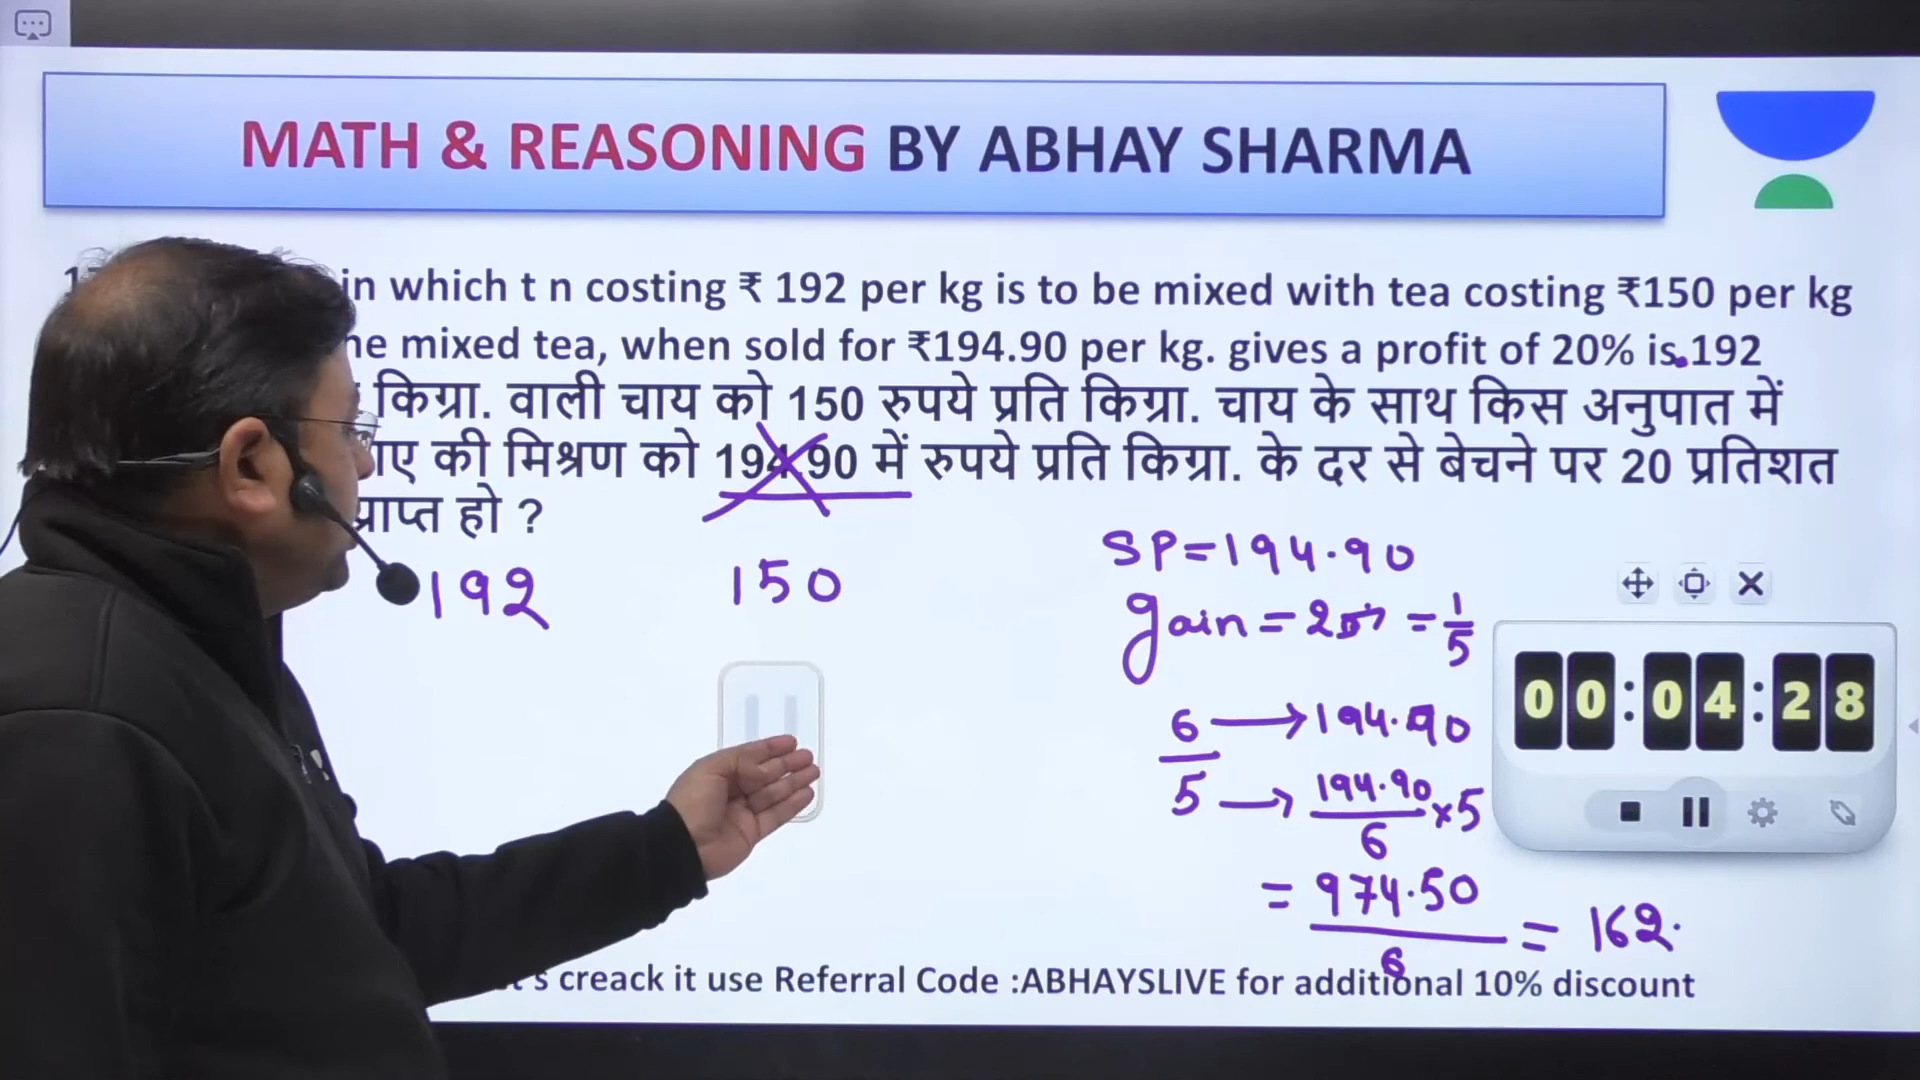 MATH & REASONING BY ABHAY SHARMA
in which t n costing ₹ 192 per kg is to be mixed with tea costing ₹150 per kg
he mixed tea, when sold for ₹194.90 per kg. gives a profit of 20% is.192
किग्रा. वाली चाय को 150 रुपये प्रति किग्रा. चाय के साथ किस अनुपात में
की मिश्रण को 194.90 में रुपये प्रति किग्रा. के दर से बेचने पर 20 प्रतिशत
प्राप्त हो ?
192 150
SP=194.90
gain = = 1/5
6 → 194.90
5 → 194.90/6 ×5
= 974.50/6 = 162.
00:04:28
creack it use Referral Code :ABHAYSLIVE for additional 10% discount